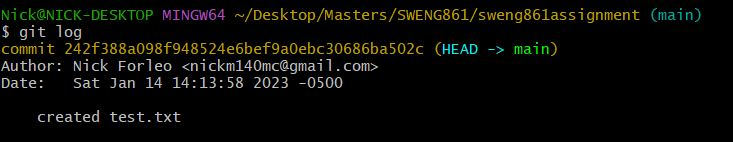 Nick@NICK-DESKTOP MINGW64 ~/Desktop/Masters/SWENG861/sweng861assignment (main)
$ git log
commit 242f388a098f948524e6bef9a0ebc30686ba502c (HEAD -> main)
Author: Nick Forleo <nickm140mc@gmail.com>
Date:   Sat Jan 14 14:13:58 2023 -0500
    created test.txt